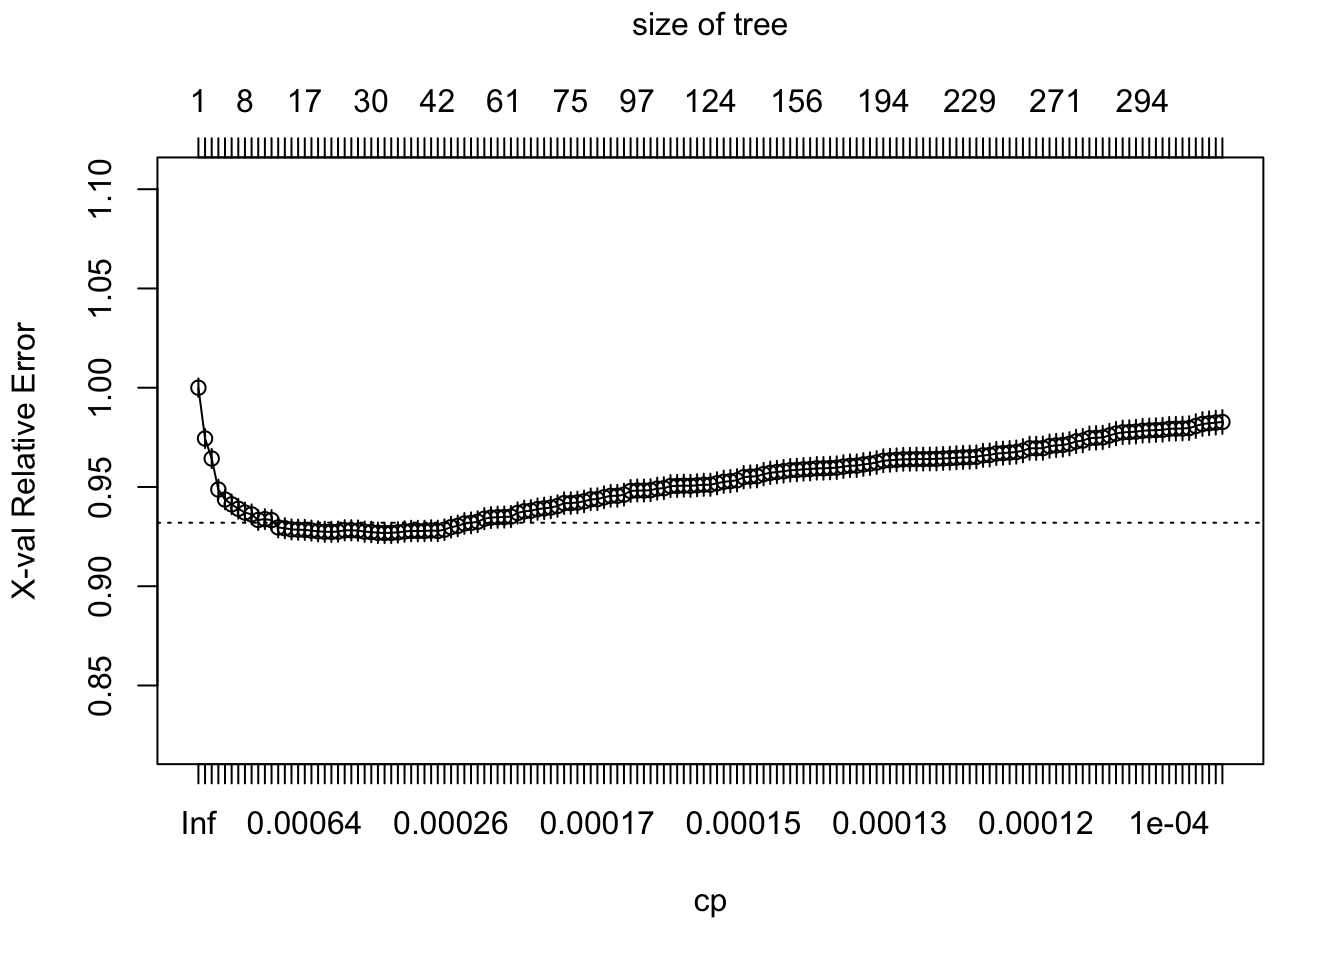 size of tree
1 8 17 30 42 61 75 97 124 156 194 229 271 294
X-val Relative Error
1.10
1.05
1.00
0.95
0.90
0.85
Inf 0.00064 0.00026 0.00017 0.00015 0.00013 0.00012 1e-04
cp